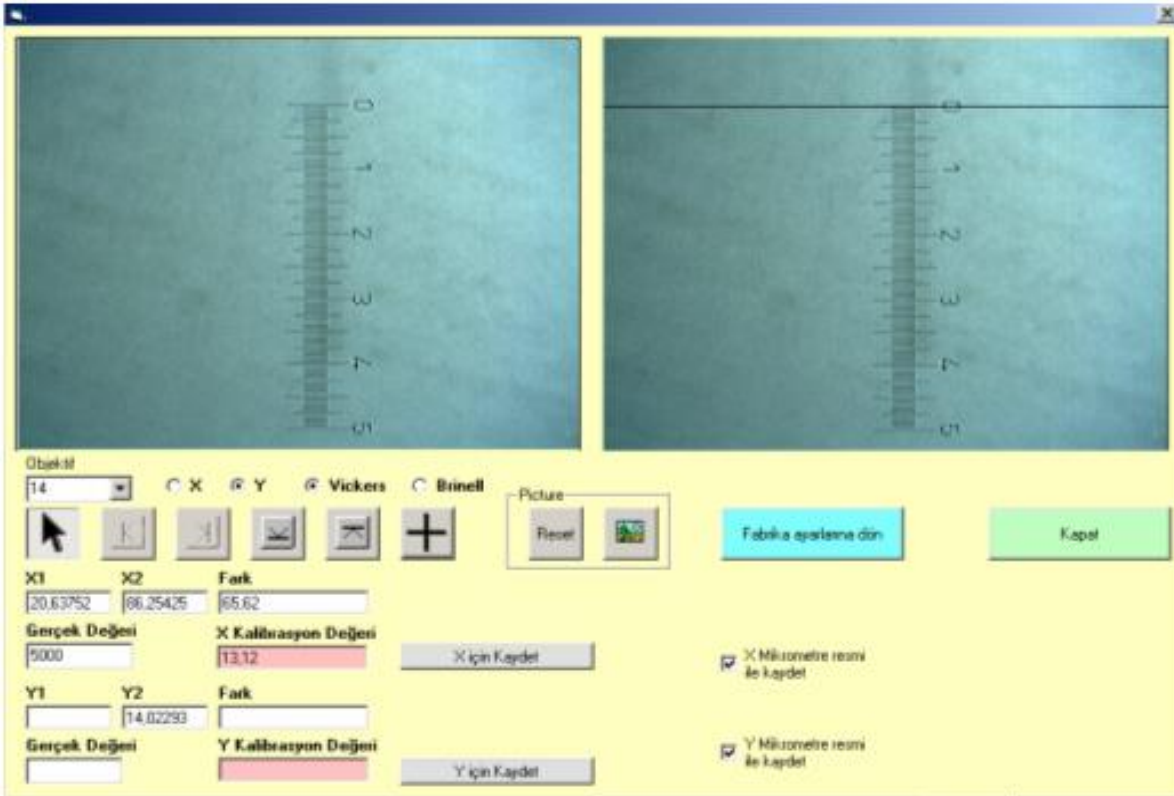 0
1
2
3
4
5
0
1
2
3
4
5
Objektif
14
X
Y
Vickers
Brinell
Picture
Reset
Fabrika ayarlarına dön
Kapat
X1 X2 Fark
20,63752 86,25425 65,62
Gerçek Değeri X Kalibrasyon Değeri
5000 13,12 X için Kaydet
X Mikrometre resmi
ile kaydet
Y1 Y2 Fark
14,02293
Gerçek Değeri Y Kalibrasyon Değeri
Y için Kaydet
Y Mikrometre resmi
ile kaydet